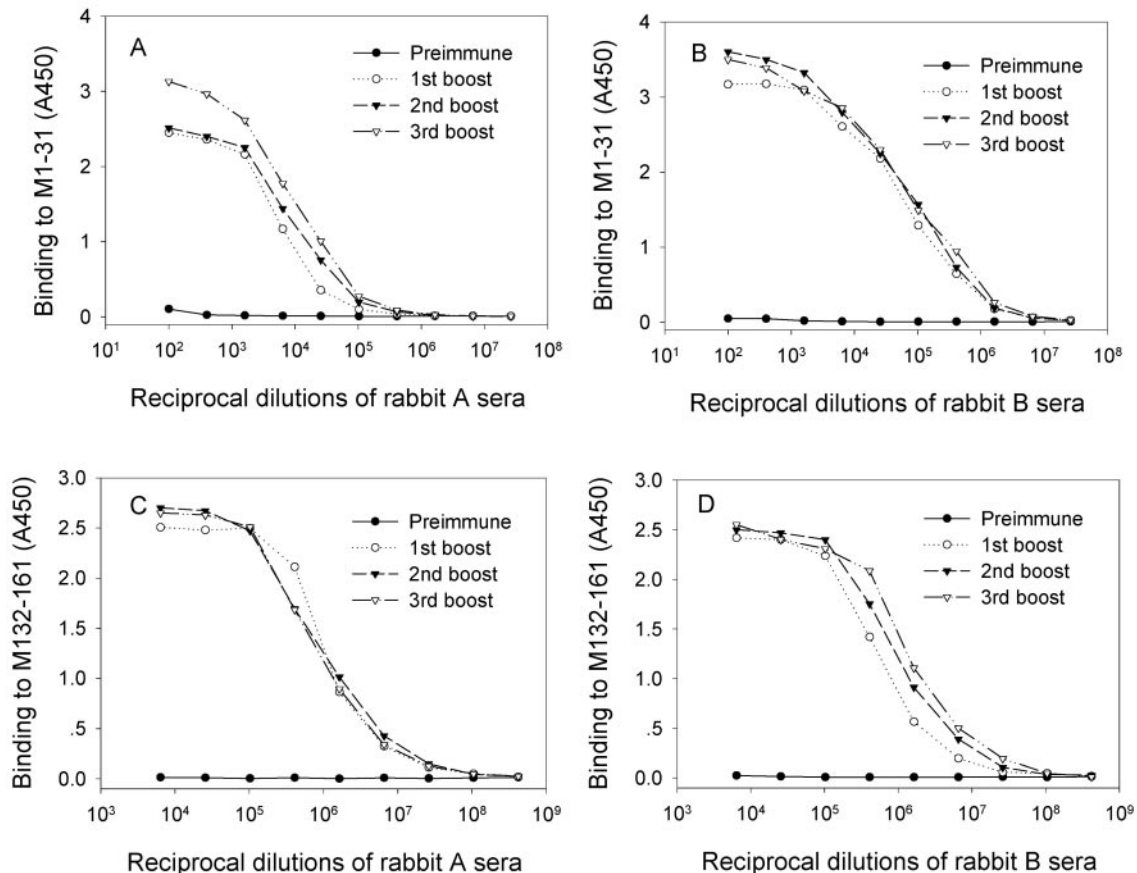 A
Preimmune
1st boost
2nd boost
3rd boost
Binding to M1-31 (A450)
4
3
2
1
0
10¹ 10² 10³ 10⁴ 10⁵ 10⁶ 10⁷ 10⁸
Reciprocal dilutions of rabbit A sera
B
Preimmune
1st boost
2nd boost
3rd boost
Binding to M1-31 (A450)
4
3
2
1
0
10¹ 10² 10³ 10⁴ 10⁵ 10⁶ 10⁷ 10⁸
Reciprocal dilutions of rabbit B sera
C
Preimmune
1st boost
2nd boost
3rd boost
Binding to M132-161 (A450)
3.0
2.5
2.0
1.5
1.0
.5
0.0
10³ 10⁴ 10⁵ 10⁶ 10⁷ 10⁸ 10⁹
Reciprocal dilutions of rabbit A sera
D
Preimmune
1st boost
2nd boost
3rd boost
Binding to M132-161 (A450)
3.0
2.5
2.0
1.5
1.0
.5
0.0
10³ 10⁴ 10⁵ 10⁶ 10⁷ 10⁸ 10⁹
Reciprocal dilutions of rabbit B sera